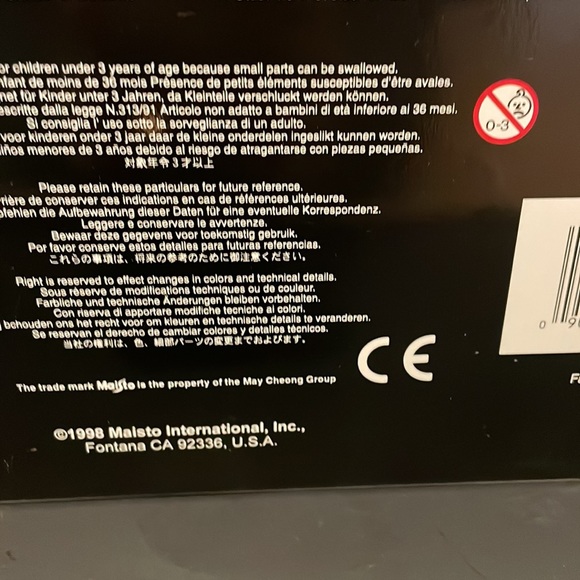 or children under 3 years of age because small parts can be swallowed.
nfant de moins de 36 mois Présence de petits éléments susceptibles d'être avalés.
net für Kinder unter 3 Jahren, da Kleinteile verschluckt werden können.
escritte dalla legge N.313/91 Articolo non adatto a bambini di età inferiore ai 36 mesi.
Si consiglia l' uso sotto la sorveglianza di un adulto.
voor kinderen onder 3 jaar daar de kleine onderdelen ingeslikt kunnen worden.
iños menores de 3 años debido al riesgo de atragantarse con piezas pequeñas.
対象年令3才以上
0-3
Please retain these particulars for future reference.
rière de conserver ces indications en cas de références ultérieures.
pfehlen die Aufbewahrung dieser Daten für eine eventuelle Korrespondenz.
Leggere e conservare le avvertenze.
Bewaar deze gegevens voor toekomstig gebruik.
Por favor conserve estos detalles para futuras referencias.
これらの事項は、将来の参考のために御注意ください。
Right is reserved to effect changes in colors and technical details.
Sous réserve de modifications techniques ou de couleur.
Farbliche und technische Änderungen bleiben vorbehalten.
Con riserva di apportare modifiche tecniche ai colori.
bchouden ons het recht voor om kleuren en technische details te veranderen.
Se reservan el derecho de cambiar colores y detalles técnicos.
当社の権利は、色、細部パーツの変更までおよびます。
CE
The trade mark Maisto is the property of the May Cheong Group
©1998 Maisto International, Inc.,
Fontana CA 92336, U.S.A.
0